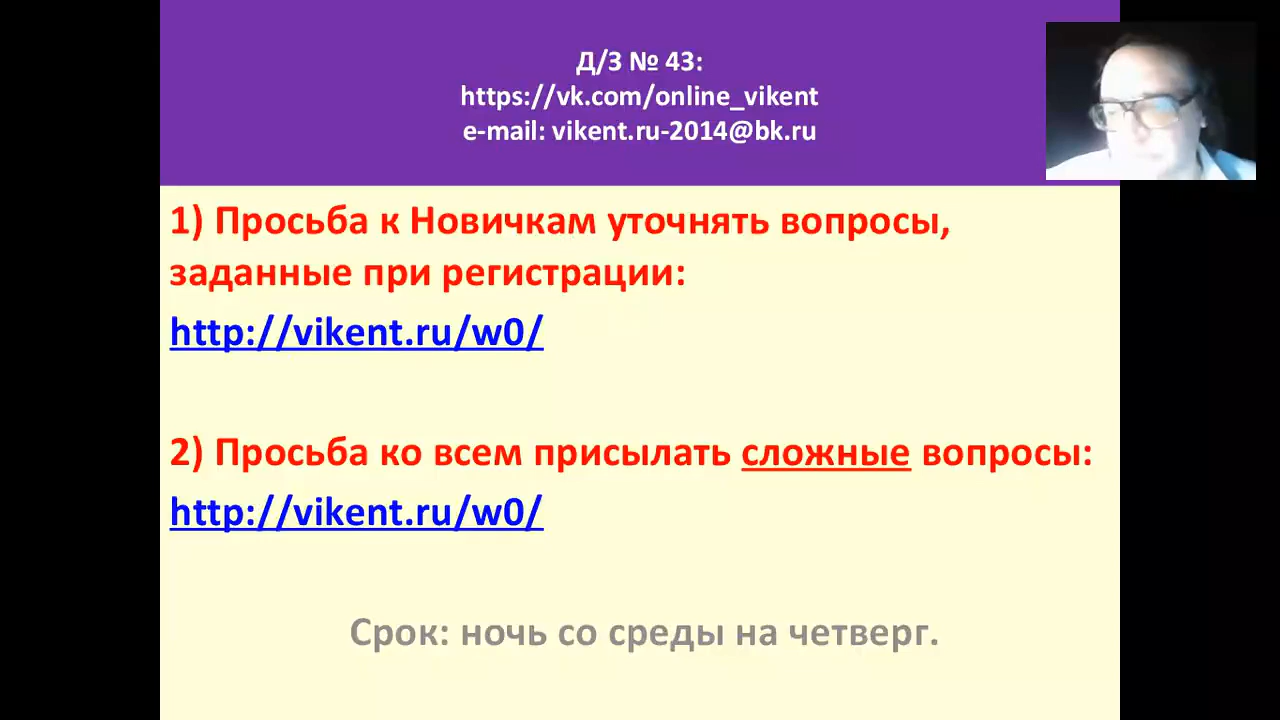 Д/З № 43:
https://vk.com/online_vikent
e-mail: vikent.ru-2014@bk.ru
1) Просьба к Новичкам уточнять вопросы,
заданные при регистрации:
http://vikent.ru/w0/
2) Просьба ко всем присылать сложные вопросы:
http://vikent.ru/w0/
Срок: ночь со среды на четверг.